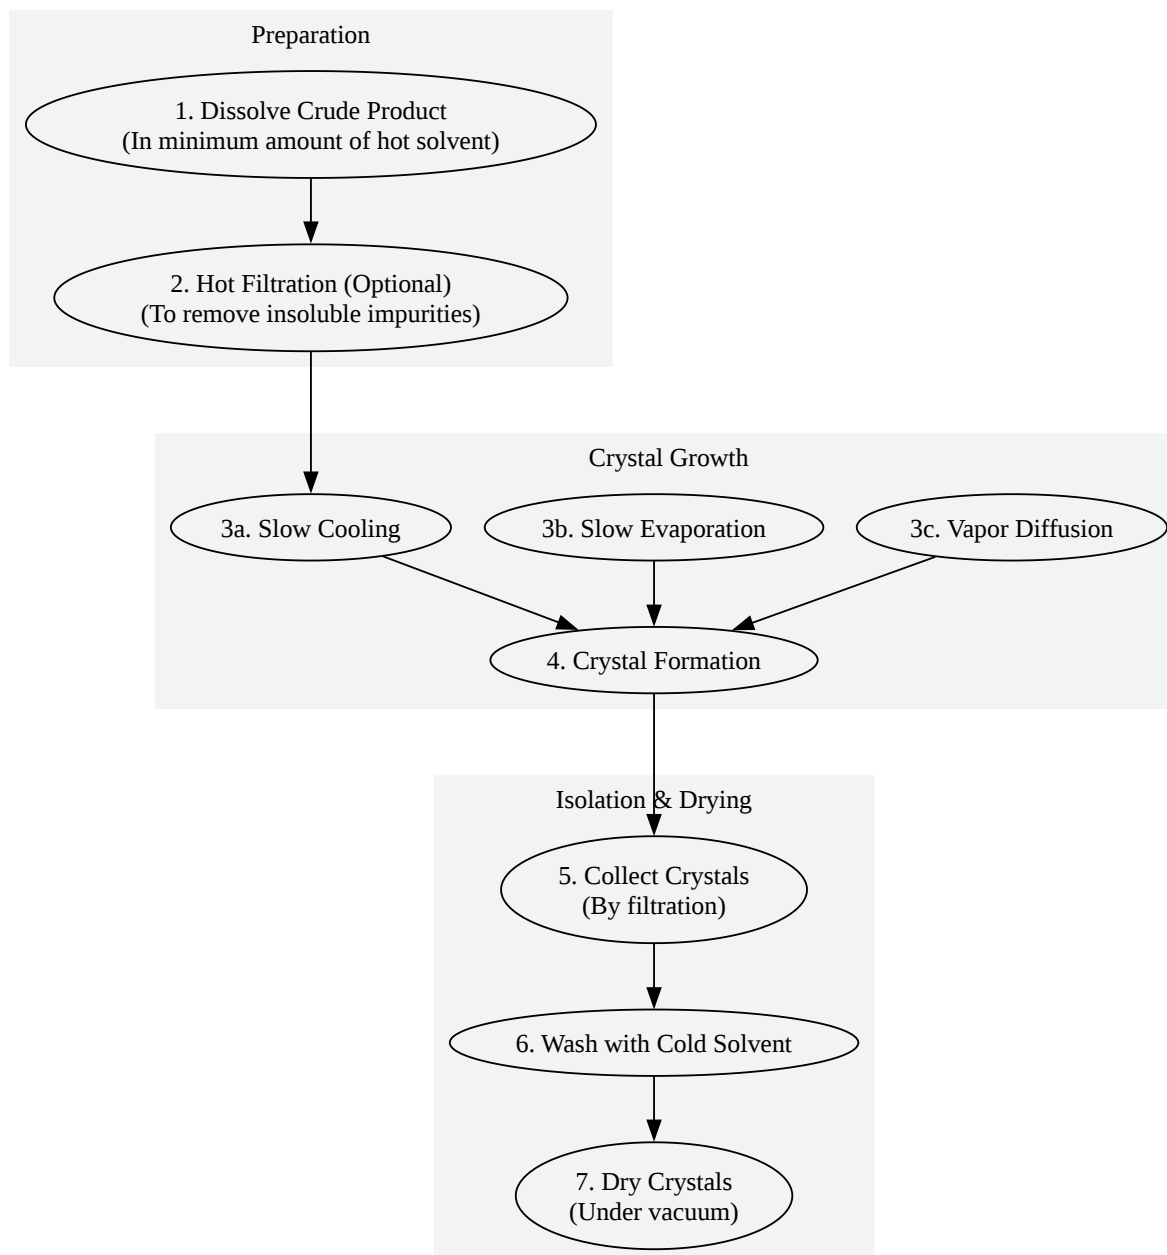 Preparation
1. Dissolve Crude Product
(In minimum amount of hot solvent)
2. Hot Filtration (Optional)
(To remove insoluble impurities)
Crystal Growth
3a. Slow Cooling
3b. Slow Evaporation
3c. Vapor Diffusion
4. Crystal Formation
Isolation & Drying
5. Collect Crystals
(By filtration)
6. Wash with Cold Solvent
7. Dry Crystals
(Under vacuum)